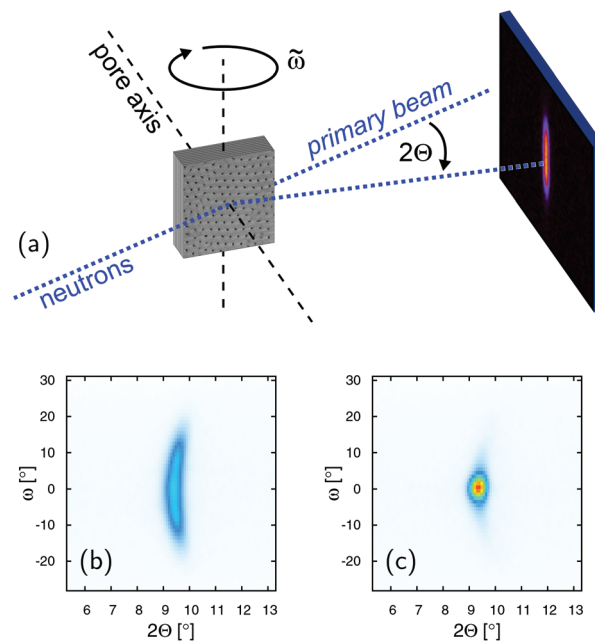 pore axis
ω̃
primary beam
2Θ
(a)
neutrons
30
20
10
0
-10
-20
ω [°]
(b)
6 7 8 9 10 11 12 13
2Θ [°]
30
20
10
0
-10
-20
ω [°]
(c)
6 7 8 9 10 11 12 13
2Θ [°]